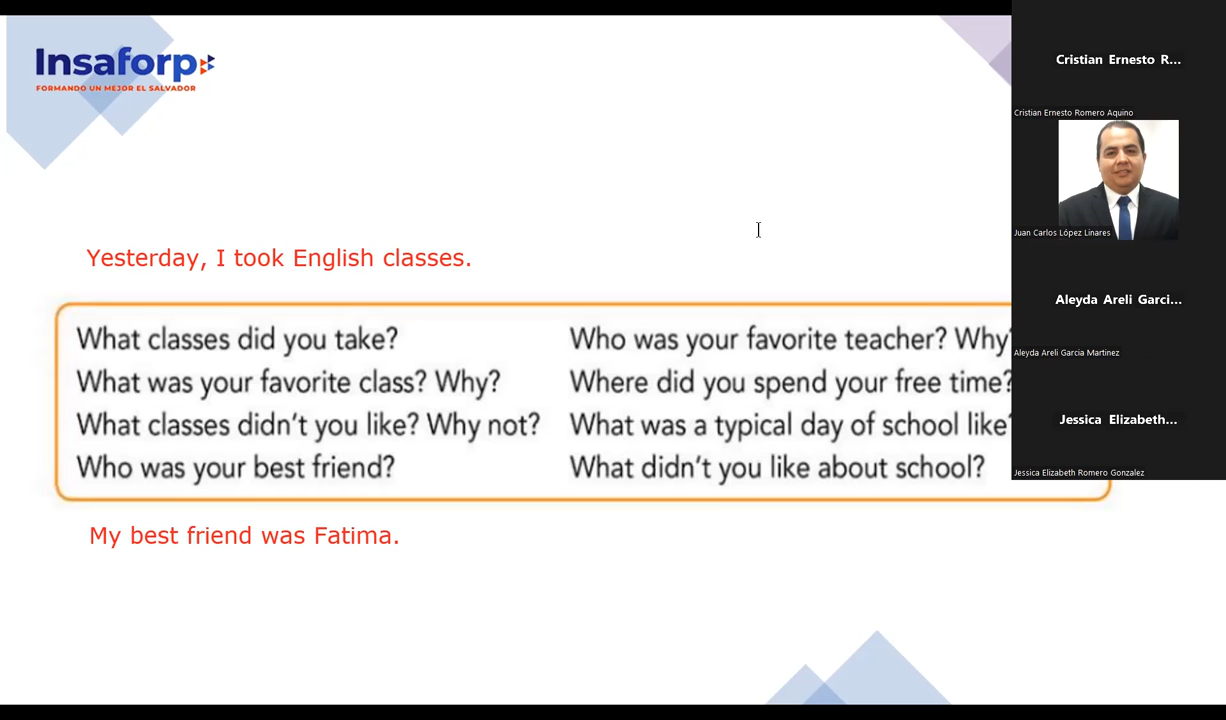 Insaforp
FORMANDO UN MEJOR EL SALVADOR
Yesterday, I took English classes.
What classes did you take?
What was your favorite class? Why?
What classes didn't you like? Why not?
Who was your best friend?
Who was your favorite teacher? Why?
Where did you spend your free time?
What was a typical day of school like?
What didn't you like about school?
My best friend was Fatima.
Cristian Ernesto R...
Cristian Ernesto Romero Aquino
Juan Carlos López Linares
Aleyda Areli Garci...
Aleyda Areli Garcia Martinez
Jessica Elizabeth...
Jessica Elizabeth Romero Gonzalez